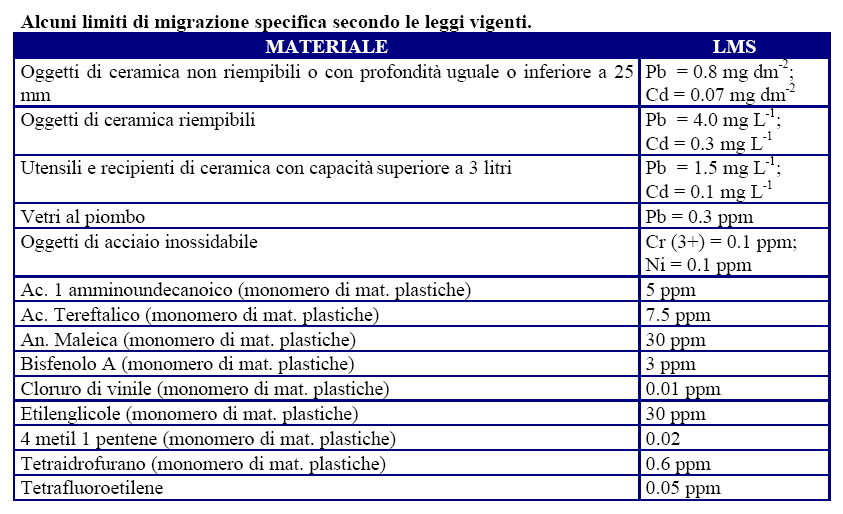 Alcuni limiti di migrazione specifica secondo le leggi vigenti.
MATERIALE LMS
Oggetti di ceramica non riempibili o con profondità uguale o inferiore a 25 Pb = 0.8 mg dm⁻²;
mm Cd = 0.07 mg dm⁻²
Oggetti di ceramica riempibili Pb = 4.0 mg L⁻¹;
Cd = 0.3 mg L⁻¹
Utensili e recipienti di ceramica con capacità superiore a 3 litri Pb = 1.5 mg L⁻¹;
Cd = 0.1 mg L⁻¹
Vetri al piombo Pb = 0.3 ppm
Oggetti di acciaio inossidabile Cr (3+) = 0.1 ppm;
Ni = 0.1 ppm
Ac. 1 amminoundecanoico (monomero di mat. plastiche) 5 ppm
Ac. Tereftalico (monomero di mat. plastiche) 7.5 ppm
An. Maleica (monomero di mat. plastiche) 30 ppm
Bisfenolo A (monomero di mat. plastiche) 3 ppm
Cloruro di vinile (monomero di mat. plastiche) 0.01 ppm
Etilenglicole (monomero di mat. plastiche) 30 ppm
4 metil 1 pentene (monomero di mat. plastiche) 0.02
Tetraidrofurano (monomero di mat. plastiche) 0.6 ppm
Tetrafluoroetilene 0.05 ppm